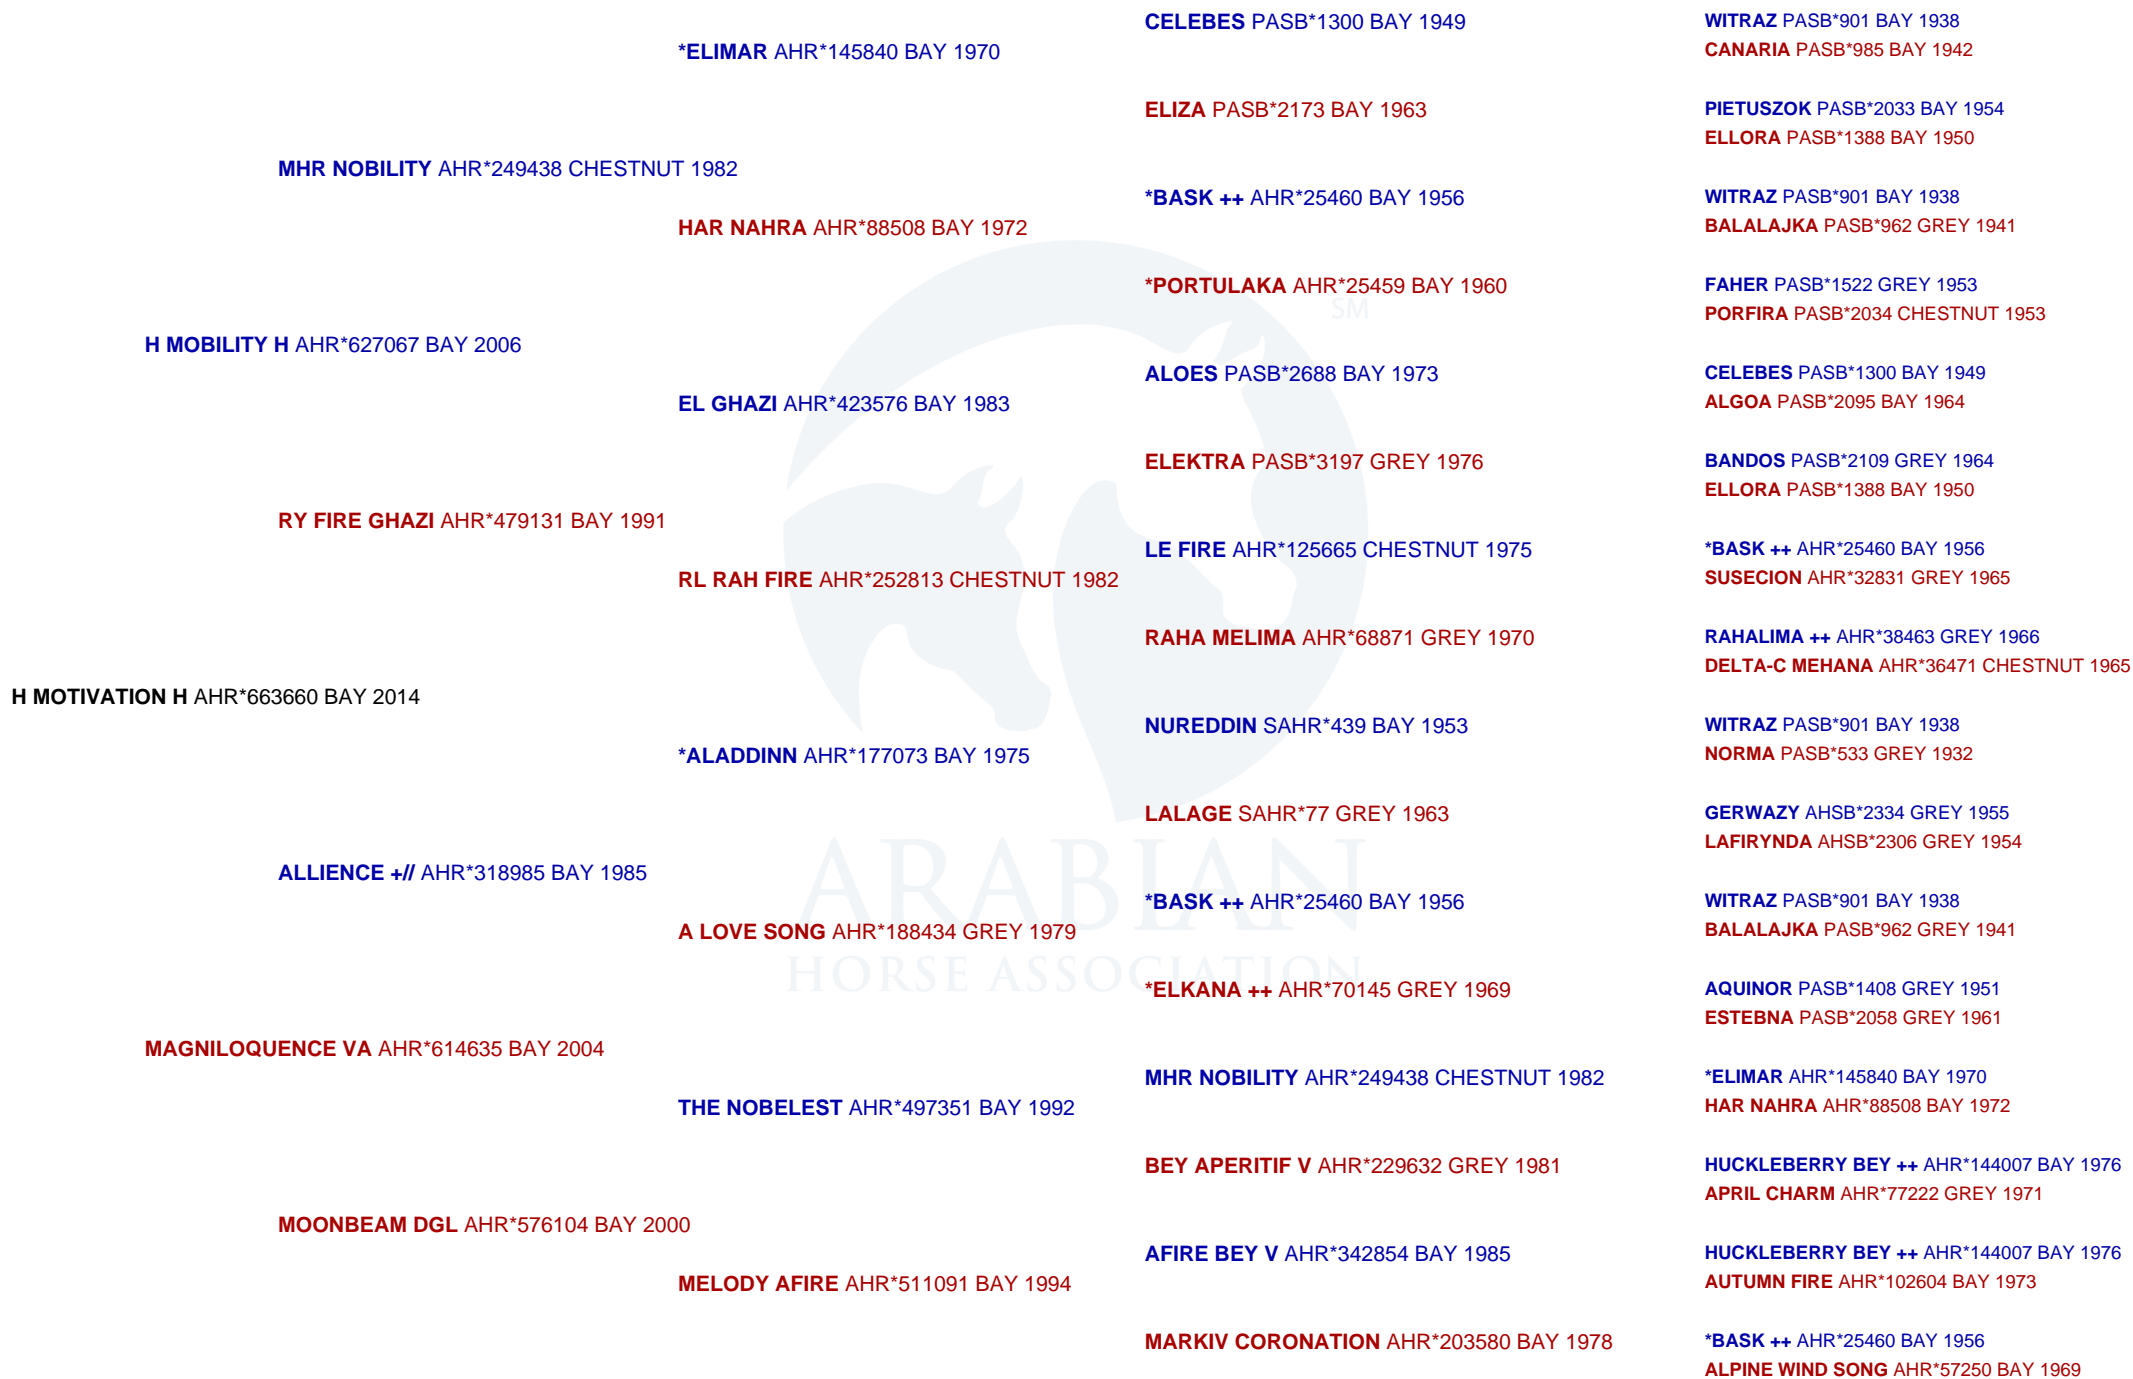 CELEBES PASB*1300 BAY 1949
WITRAZ PASB*901 BAY 1938
*ELIMAR AHR*145840 BAY 1970
CANARIA PASB*985 BAY 1942
ELIZA PASB*2173 BAY 1963
PIETUSZOK PASB*2033 BAY 1954
ELLORA PASB*1388 BAY 1950
MHR NOBILITY AHR*249438 CHESTNUT 1982
*BASK ++ AHR*25460 BAY 1956
WITRAZ PASB*901 BAY 1938
HAR NAHRA AHR*88508 BAY 1972
BALALAJKA PASB*962 GREY 1941
*PORTULAKA AHR*25459 BAY 1960
FAHER PASB*1522 GREY 1953
SM
PORFIRA PASB*2034 CHESTNUT 1953
H MOBILITY H AHR*627067 BAY 2006
ALOES PASB*2688 BAY 1973
CELEBES PASB*1300 BAY 1949
EL GHAZI AHR*423576 BAY 1983
ALGOA PASB*2095 BAY 1964
ELEKTRA PASB*3197 GREY 1976
BANDOS PASB*2109 GREY 1964
ELLORA PASB*1388 BAY 1950
RY FIRE GHAZI AHR*479131 BAY 1991
LE FIRE AHR*125665 CHESTNUT 1975
*BASK ++ AHR*25460 BAY 1956
RL RAH FIRE AHR*252813 CHESTNUT 1982
SUSECION AHR*32831 GREY 1965
RAHA MELIMA AHR*68871 GREY 1970
RAHALIMA ++ AHR*38463 GREY 1966
DELTA-C MEHANA AHR*36471 CHESTNUT 1965
H MOTIVATION H AHR*663660 BAY 2014
NUREDDIN SAHR*439 BAY 1953
WITRAZ PASB*901 BAY 1938
*ALADDINN AHR*177073 BAY 1975
NORMA PASB*533 GREY 1932
LALAGE SAHR*77 GREY 1963
GERWAZY AHSB*2334 GREY 1955
LAFIRYNDA AHSB*2306 GREY 1954
ALLIENCE +// AHR*318985 BAY 1985
ARABIAN
*BASK ++ AHR*25460 BAY 1956
WITRAZ PASB*901 BAY 1938
A LOVE SONG AHR*188434 GREY 1979
BALALAJKA PASB*962 GREY 1941
HORSE ASSOCIATION
*ELKANA ++ AHR*70145 GREY 1969
AQUINOR PASB*1408 GREY 1951
ESTEBNA PASB*2058 GREY 1961
MAGNILOQUENCE VA AHR*614635 BAY 2004
MHR NOBILITY AHR*249438 CHESTNUT 1982
*ELIMAR AHR*145840 BAY 1970
THE NOBELEST AHR*497351 BAY 1992
HAR NAHRA AHR*88508 BAY 1972
BEY APERITIF V AHR*229632 GREY 1981
HUCKLEBERRY BEY ++ AHR*144007 BAY 1976
APRIL CHARM AHR*77222 GREY 1971
MOONBEAM DGL AHR*576104 BAY 2000
AFIRE BEY V AHR*342854 BAY 1985
HUCKLEBERRY BEY ++ AHR*144007 BAY 1976
MELODY AFIRE AHR*511091 BAY 1994
AUTUMN FIRE AHR*102604 BAY 1973
MARKIV CORONATION AHR*203580 BAY 1978
*BASK ++ AHR*25460 BAY 1956
ALPINE WIND SONG AHR*57250 BAY 1969